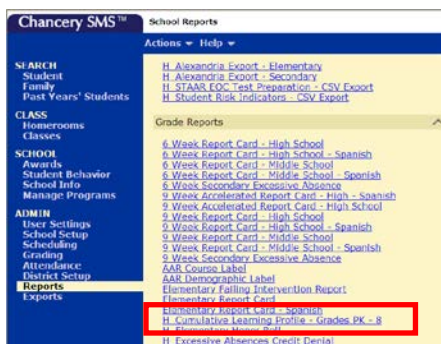 Chancery SMS™
School Reports
Actions Help
SEARCH
Student
Family
Past Years' Students
CLASS
Homerooms
Classes
SCHOOL
Awards
Student Behavior
School Info
Manage Programs
ADMIN
User Settings
School Setup
Scheduling
Grading
Attendance
District Setup
Reports
Exports
H_Alexandria Export - Elementary
H_Alexandria Export - Secondary
H_STAAR EOC Test Preparation - CSV Export
H_Student Risk Indicators - CSV Export
Grade Reports
6 Week Report Card - High School
6 Week Report Card - High School - Spanish
6 Week Report Card - Middle School
6 Week Report Card - Middle School - Spanish
6 Week Secondary Excessive Absence
9 Week Accelerated Report Card - High - Spanish
9 Week Accelerated Report Card - High School
9 Week Report Card - High School
9 Week Report Card - High School - Spanish
9 Week Report Card - Middle School
9 Week Report Card - Middle School - Spanish
9 Week Secondary Excessive Absence
AAR Course Label
AAR Demographic Label
Elementary Failing Intervention Report
Elementary Report Card
Elementary Report Card - Spanish
H_Cumulative Learning Profile - Grades PK - 8
H_Elementary Honor Roll
H_Excessive Absences Credit Denial